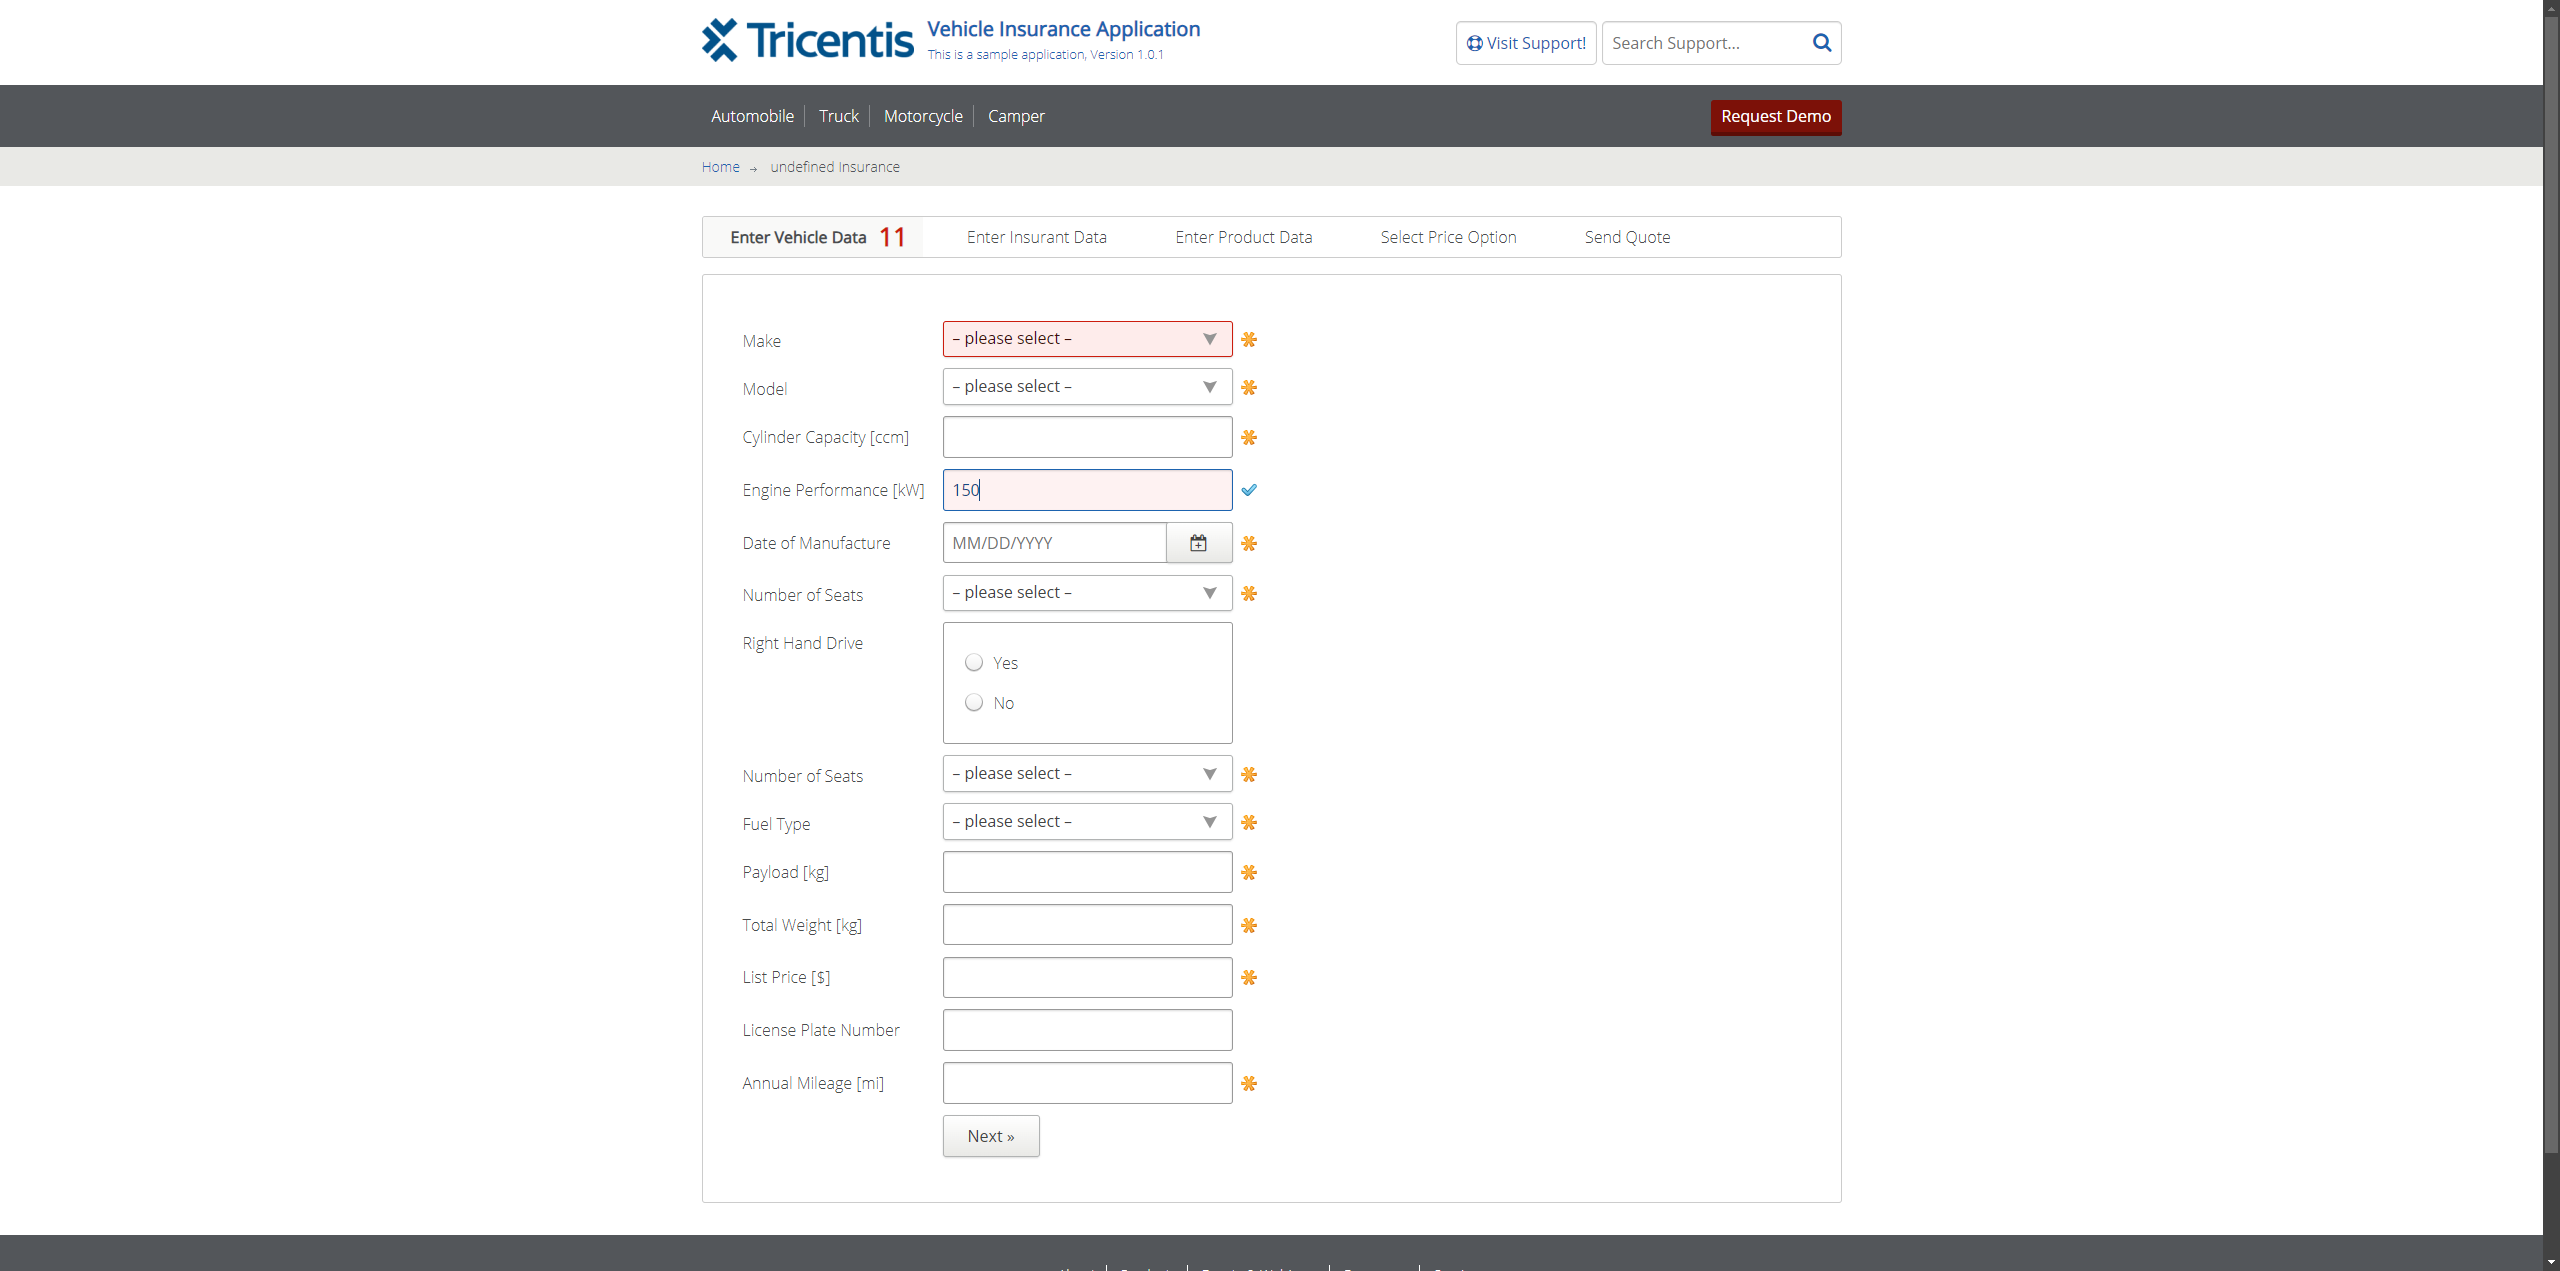 Tricentis
Vehicle Insurance Application
This is a sample application, Version 1.0.1
Visit Support!
Search Support...
Automobile
Truck
Motorcycle
Camper
Request Demo
Home → undefined Insurance
Enter Vehicle Data 11
Enter Insurant Data
Enter Product Data
Select Price Option
Send Quote
Make
– please select –
Model
– please select –
Cylinder Capacity [ccm]
Engine Performance [kW]
150
Date of Manufacture
MM/DD/YYYY
Number of Seats
– please select –
Right Hand Drive
Yes
No
Number of Seats
– please select –
Fuel Type
– please select –
Payload [kg]
Total Weight [kg]
List Price [$]
License Plate Number
Annual Mileage [mi]
Next »